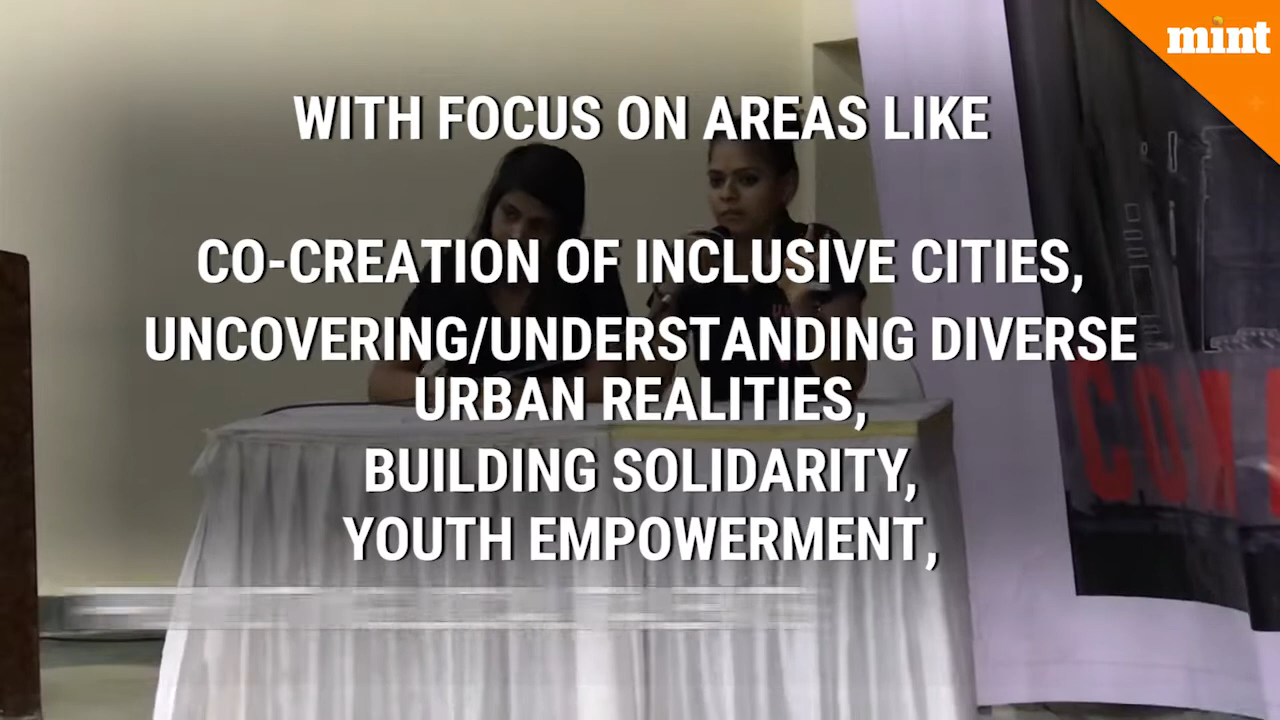 mint
WITH FOCUS ON AREAS LIKE
CO-CREATION OF INCLUSIVE CITIES,
UNCOVERING/UNDERSTANDING DIVERSE
URBAN REALITIES,
BUILDING SOLIDARITY,
YOUTH EMPOWERMENT,